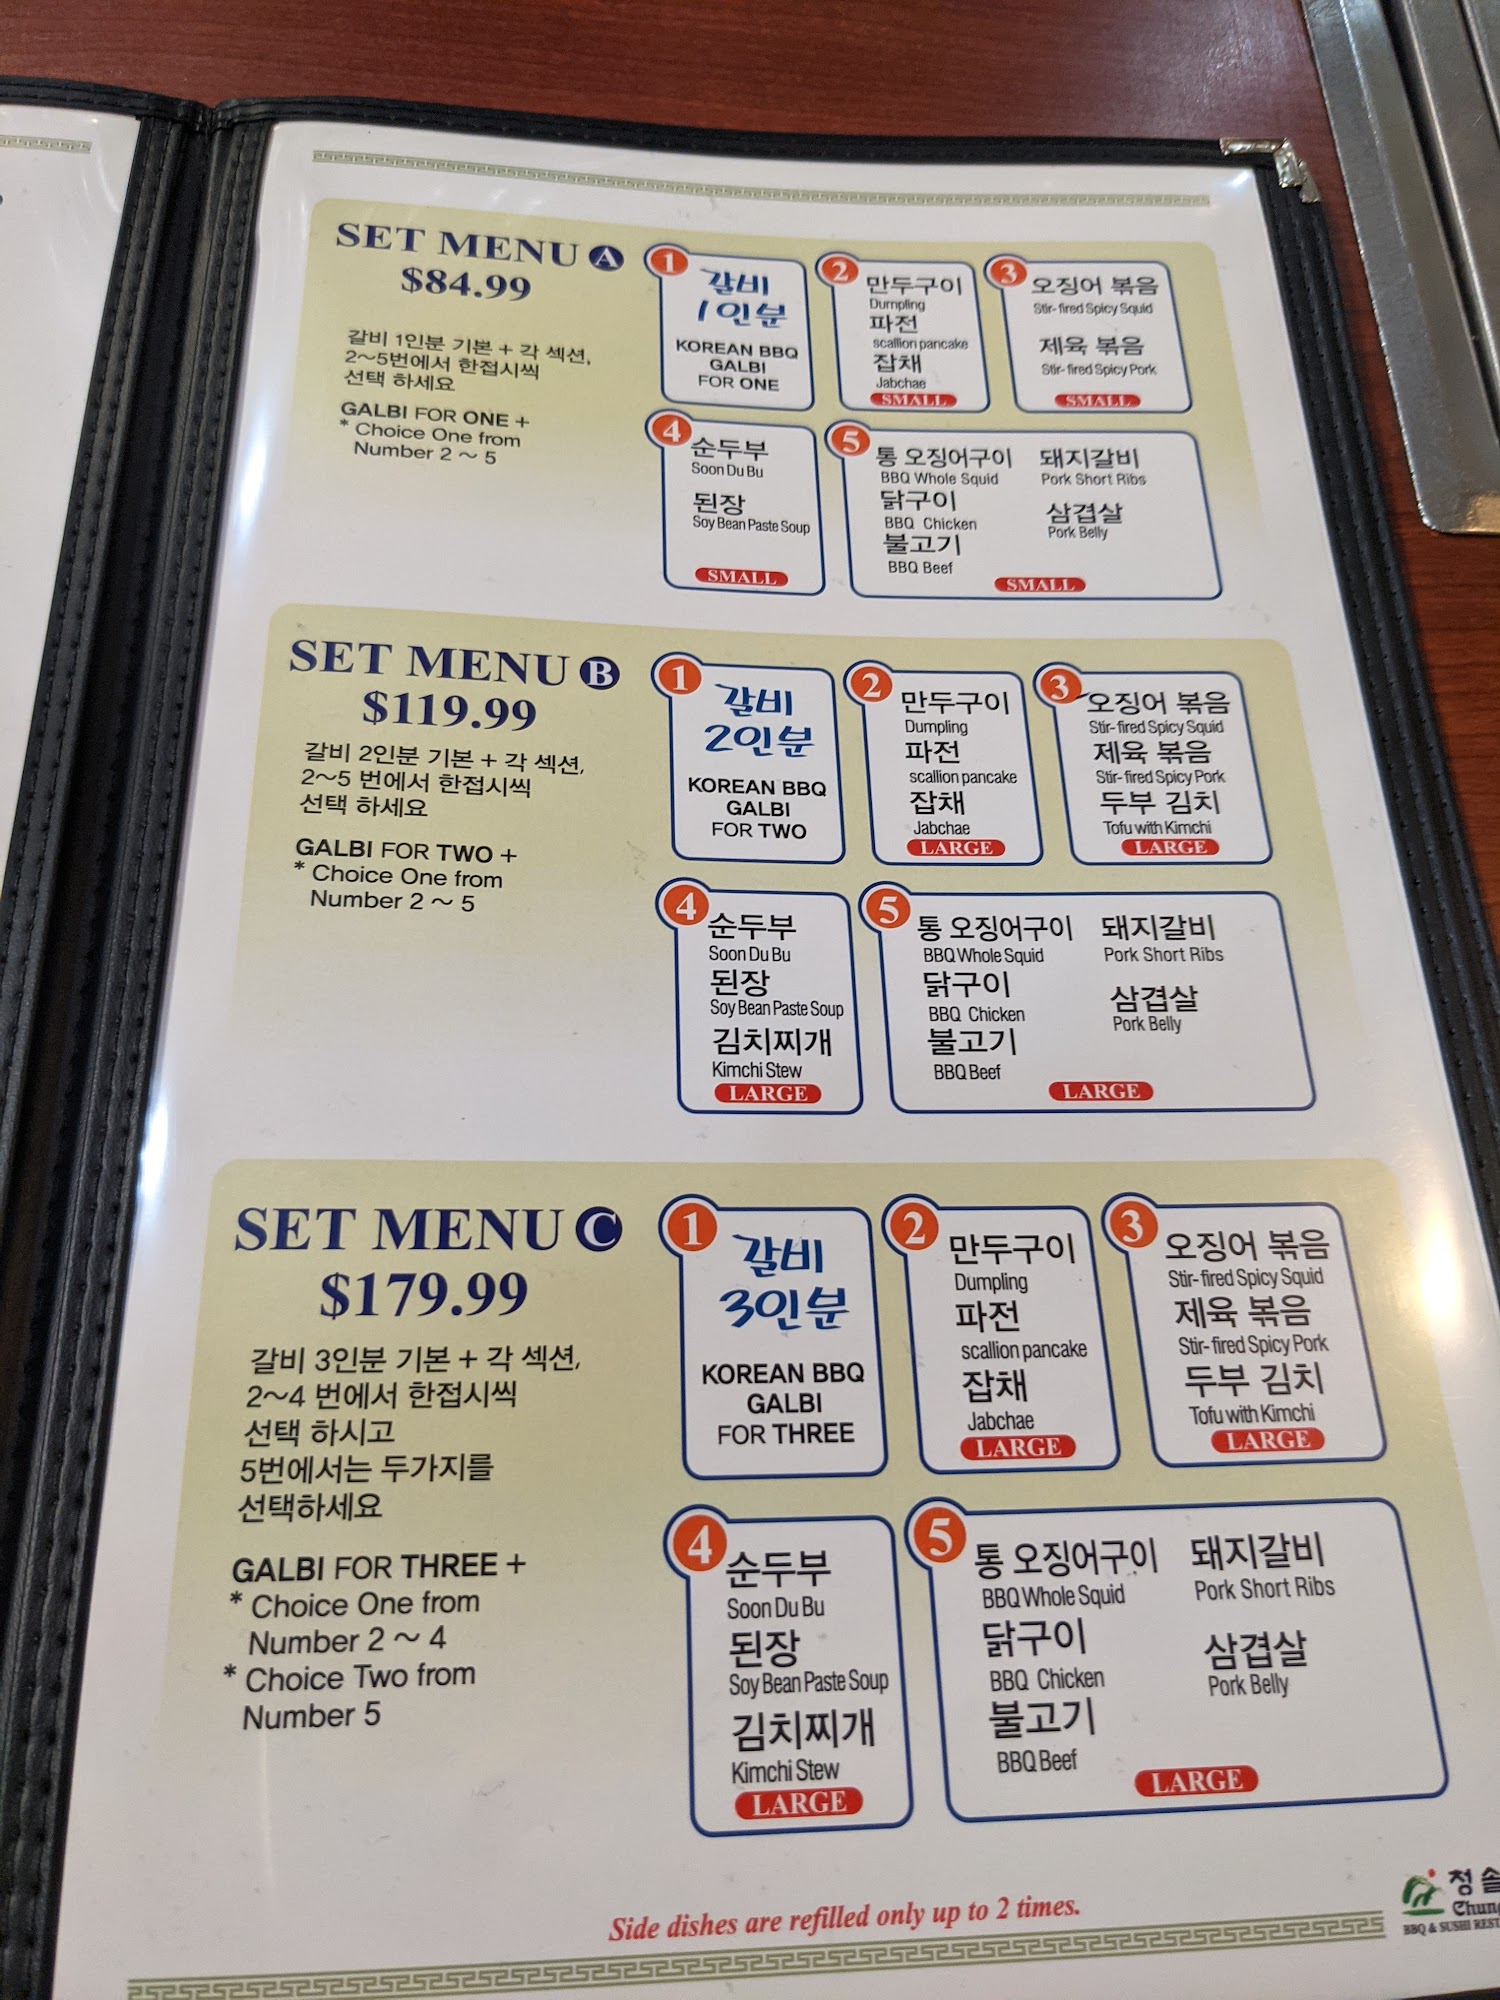 SET MENU A
$84.99
갈비 1인분 기본 + 각 섹션,
2~5번에서 한접시씩
선택 하세요
GALBI FOR ONE +
* Choice One from
Number 2 ~ 5
1
갈비
1인분
KOREAN BBQ
GALBI
FOR ONE
2
만두구이
Dumpling
파전
scallion pancake
잡채
Jabchae
SMALL
3
오징어 볶음
Stir-fired Spicy Squid
제육 볶음
Stir-fired Spicy Pork
SMALL
4
순두부
Soon Du Bu
된장
Soy Bean Paste Soup
SMALL
5
통 오징어구이
BBQ Whole Squid
닭구이
BBQ Chicken
불고기
BBQ Beef
돼지갈비
Pork Short Ribs
삼겹살
Pork Belly
SMALL
SET MENU B
$119.99
갈비 2인분 기본 + 각 섹션,
2~5 번에서 한접시씩
선택 하세요
GALBI FOR TWO +
* Choice One from
Number 2 ~ 5
1
갈비
2인분
KOREAN BBQ
GALBI
FOR TWO
2
만두구이
Dumpling
파전
scallion pancake
잡채
Jabchae
LARGE
3
오징어 볶음
Stir-fired Spicy Squid
제육 볶음
Stir-fired Spicy Pork
두부 김치
Tofu with Kimchi
LARGE
4
순두부
Soon Du Bu
된장
Soy Bean Paste Soup
김치찌개
Kimchi Stew
LARGE
5
통 오징어구이
BBQ Whole Squid
닭구이
BBQ Chicken
불고기
BBQ Beef
돼지갈비
Pork Short Ribs
삼겹살
Pork Belly
LARGE
SET MENU C
$179.99
갈비 3인분 기본 + 각 섹션,
2~4 번에서 한접시씩
선택 하시고
5번에서는 두가지를
선택하세요
GALBI FOR THREE +
* Choice One from
Number 2 ~ 4
* Choice Two from
Number 5
1
갈비
3인분
KOREAN BBQ
GALBI
FOR THREE
2
만두구이
Dumpling
파전
scallion pancake
잡채
Jabchae
LARGE
3
오징어 볶음
Stir-fired Spicy Squid
제육 볶음
Stir-fired Spicy Pork
두부 김치
Tofu with Kimchi
LARGE
4
순두부
Soon Du Bu
된장
Soy Bean Paste Soup
김치찌개
Kimchi Stew
LARGE
5
통 오징어구이
BBQ Whole Squid
닭구이
BBQ Chicken
불고기
BBQ Beef
돼지갈비
Pork Short Ribs
삼겹살
Pork Belly
LARGE
Side dishes are refilled only up to 2 times.
청솔
BBQ & SUSHI